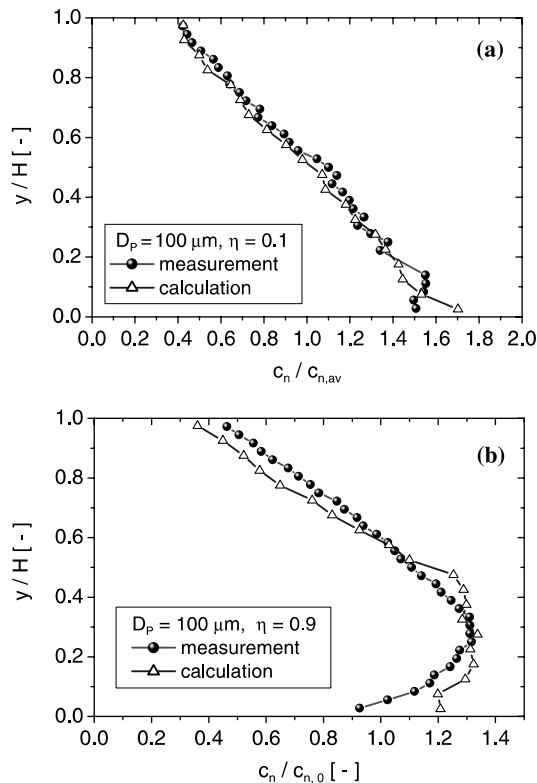 1.0
(a)
0.8
0.6
y / H [ - ]
0.4
D_P = 100 μm, η = 0.1
measurement
calculation
0.2
0.0
0.0 0.2 0.4 0.6 0.8 1.0 1.2 1.4 1.6 1.8 2.0
c_n / c_n,av
1.0
(b)
0.8
0.6
y / H [ - ]
0.4
D_P = 100 μm, η = 0.9
measurement
calculation
0.2
0.0
0.0 0.2 0.4 0.6 0.8 1.0 1.2 1.4
c_n / c_n, 0 [ - ]